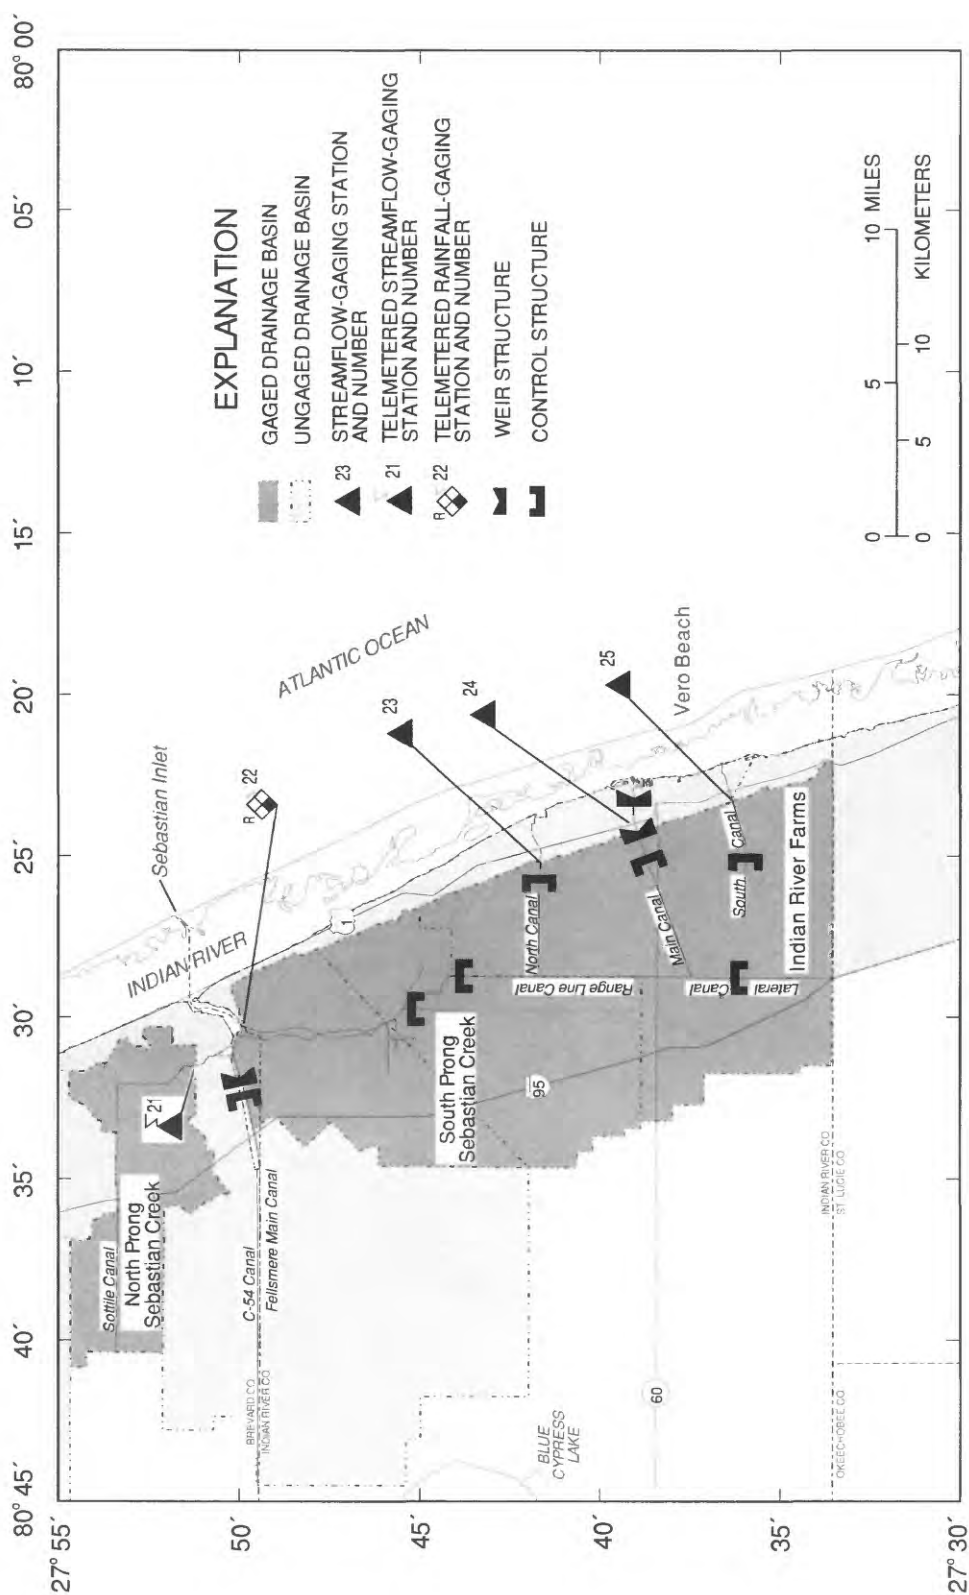 80° 45´
40´
35´
30´
25´
20´
15´
10´
05´
80° 00´
27° 55´
50´
45´
40´
35´
27° 30´
EXPLANATION
GAGED DRAINAGE BASIN
UNGAGED DRAINAGE BASIN
23
STREAMFLOW-GAGING STATION
AND NUMBER
21
TELEMETERED STREAMFLOW-GAGING
STATION AND NUMBER
R
22
TELEMETERED RAINFALL-GAGING
STATION AND NUMBER
WEIR STRUCTURE
CONTROL STRUCTURE
0
5
10 MILES
0
5
10
KILOMETERS
Sottile Canal
North Prong
Sebastian Creek
21
INDIAN RIVER
Sebastian Inlet
R
22
ATLANTIC OCEAN
BREVARD CO
INDIAN RIVER CO
C-54 Canal
Fellsmere Main Canal
1
South Prong
Sebastian Creek
23
24
25
Vero Beach
BLUE
CYPRESS
LAKE
95
60
North Canal
Range Line Canal
Main Canal
Lateral
Canal
South
Canal
Indian River Farms
OKEECHOBEE CO
INDIAN RIVER CO
ST LUCIE CO